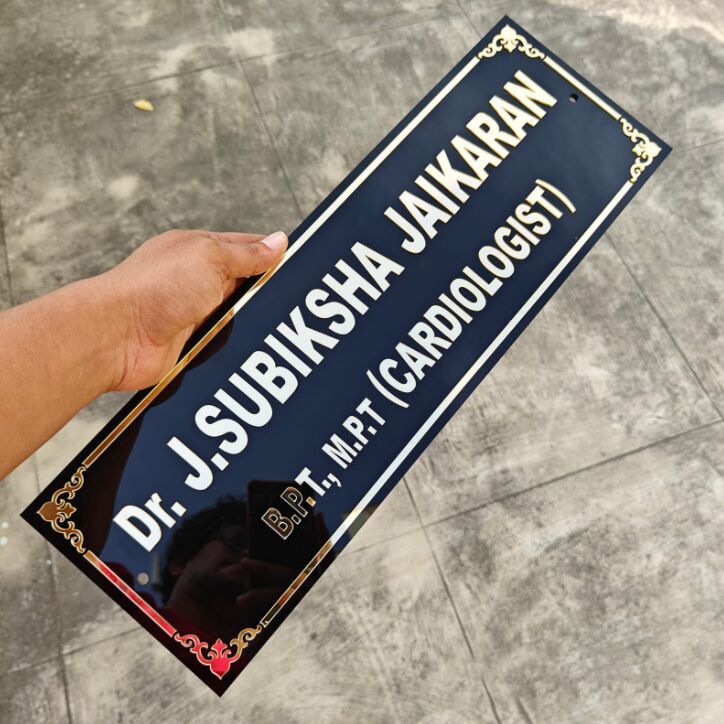 Dr. J.SUBIKSHA JAIKARAN
B.P.T., M.P.T (CARDIOLOGIST)